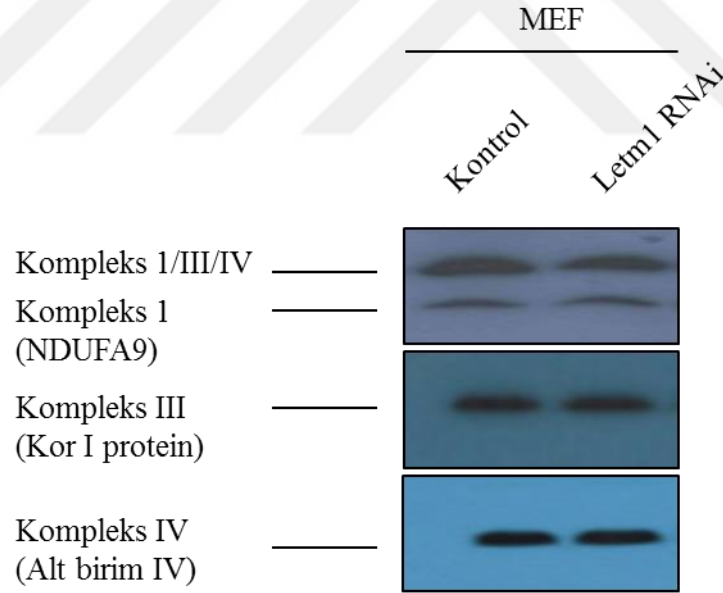 MEF
Kontrol
Letm1 RNAi
Kompleks 1/III/IV
Kompleks 1
(NDUFA9)
Kompleks III
(Kor I protein)
Kompleks IV
(Alt birim IV)